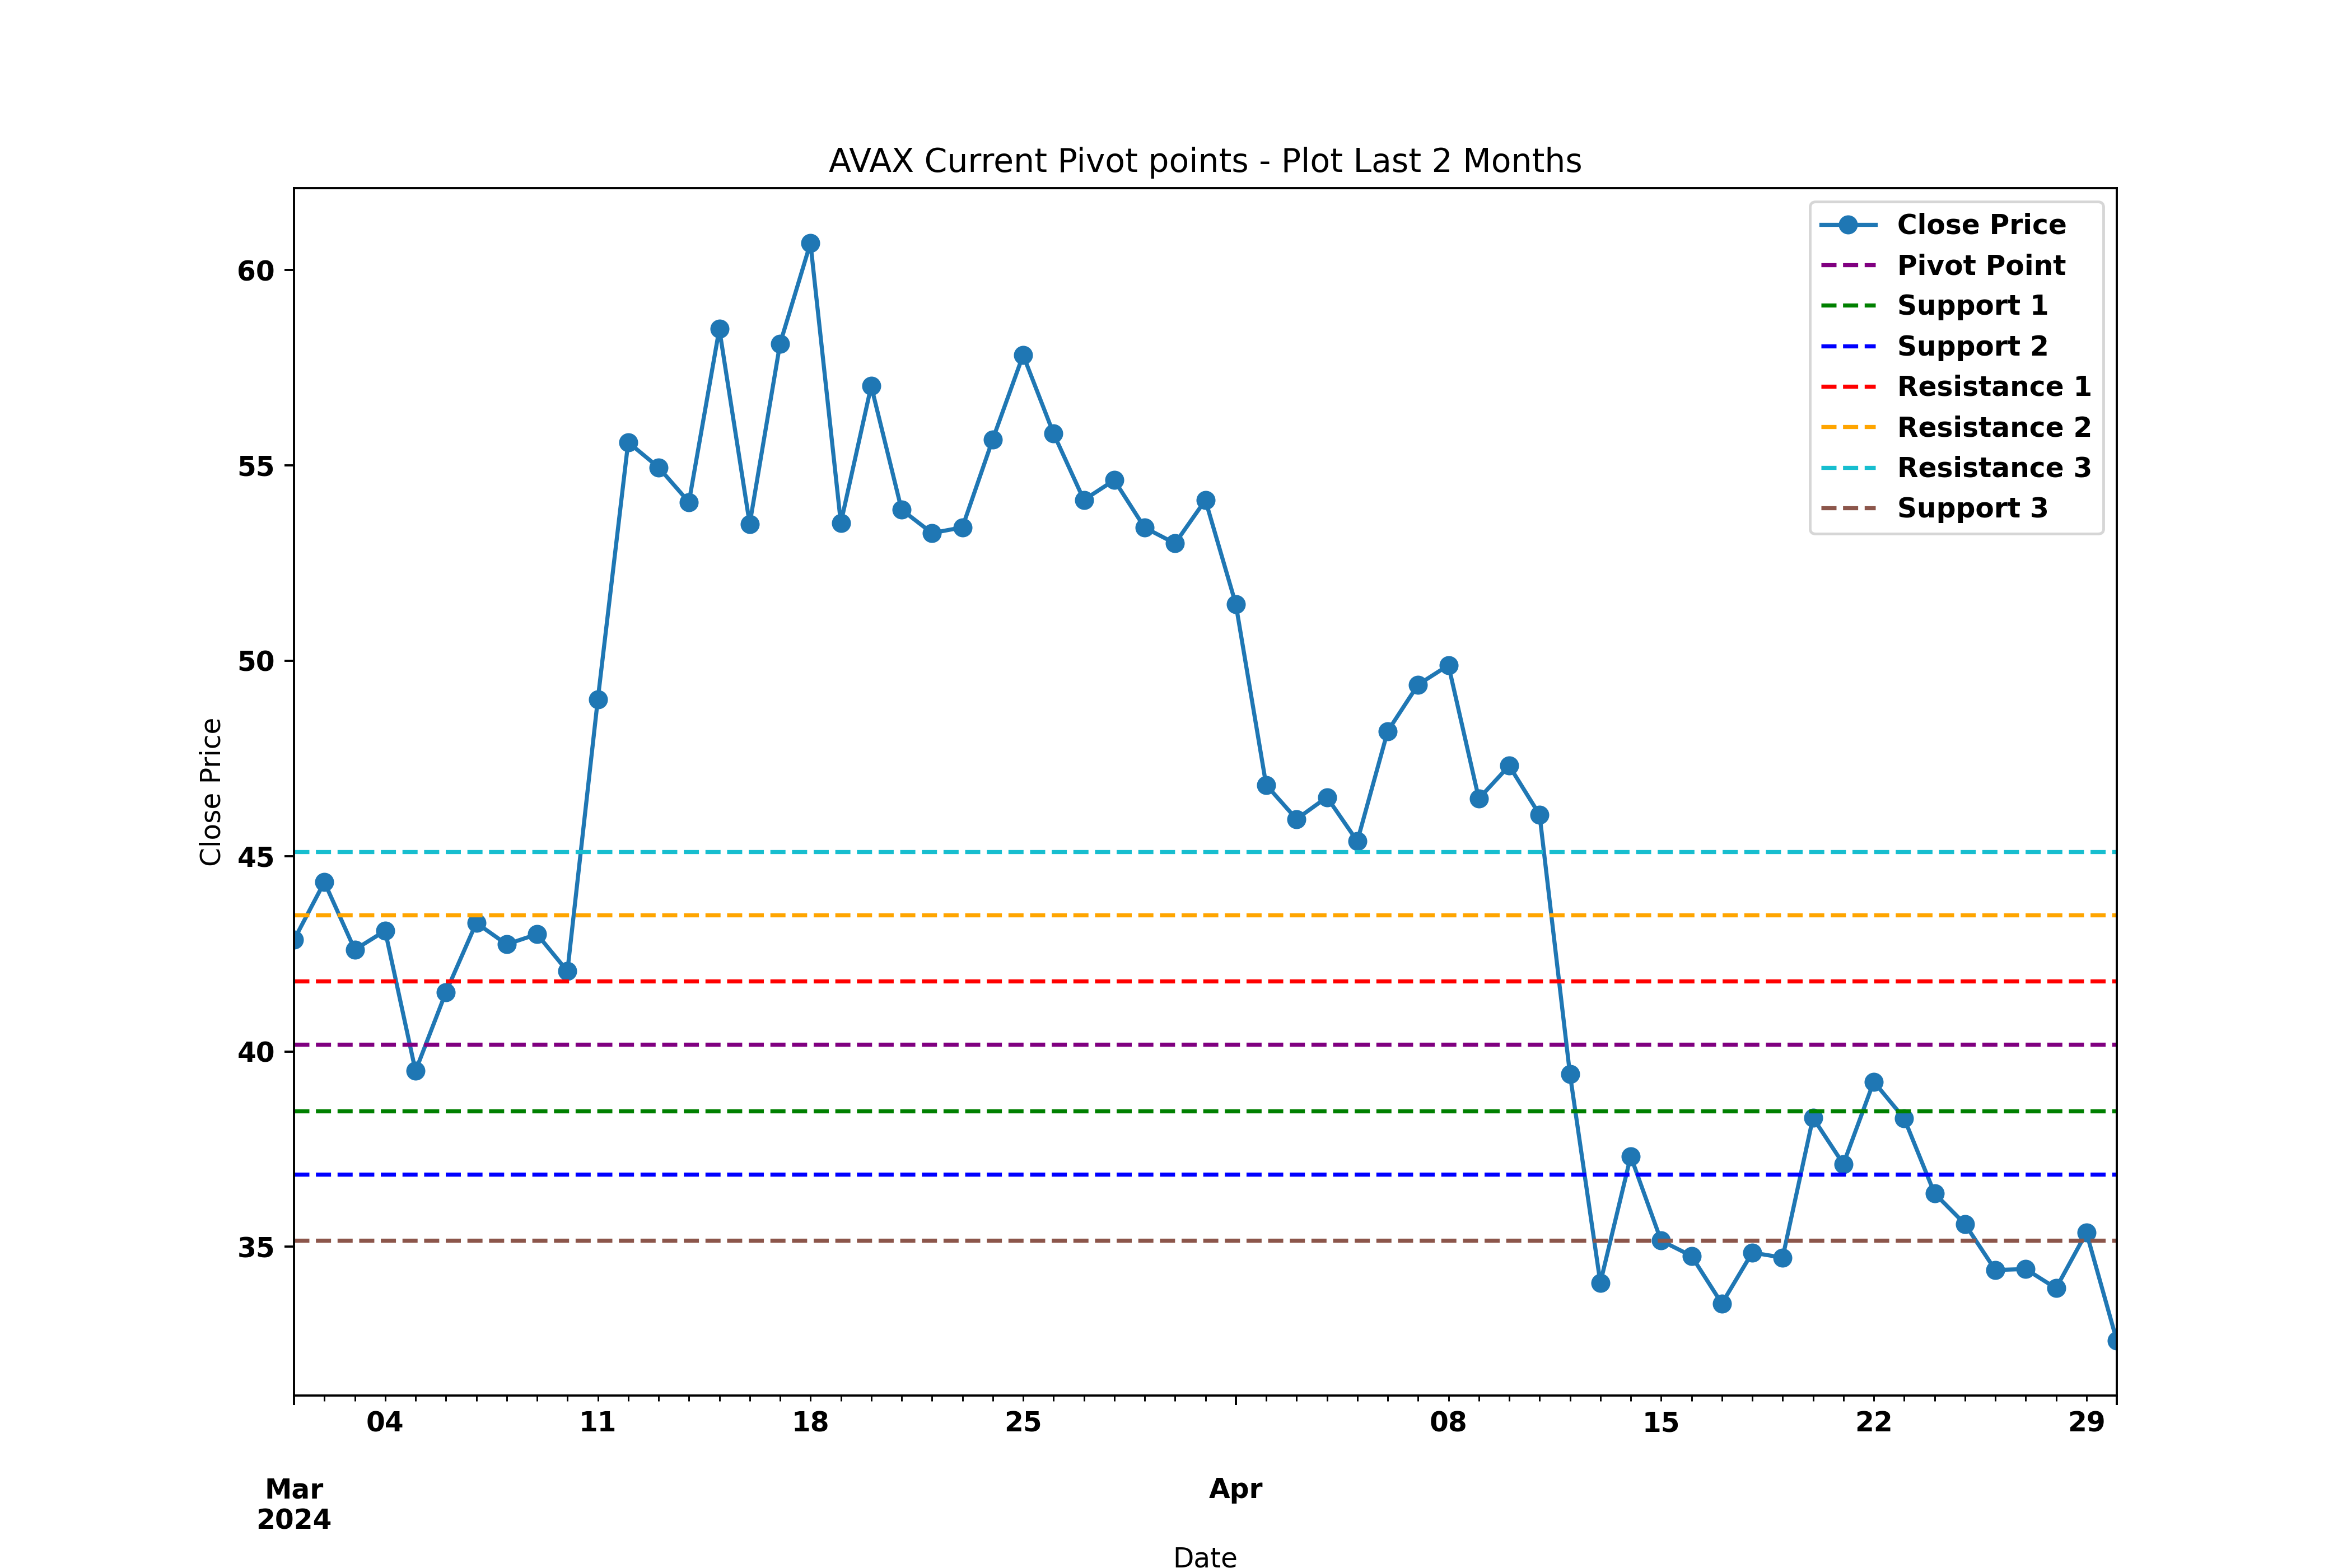 AVAX Current Pivot points - Plot Last 2 Months
Close Price
Pivot Point
Support 1
Support 2
Resistance 1
Resistance 2
Resistance 3
Support 3
60
55
50
45
40
35
Close Price
04 11 18 25 08 15 22 29
Mar Apr
2024
Date